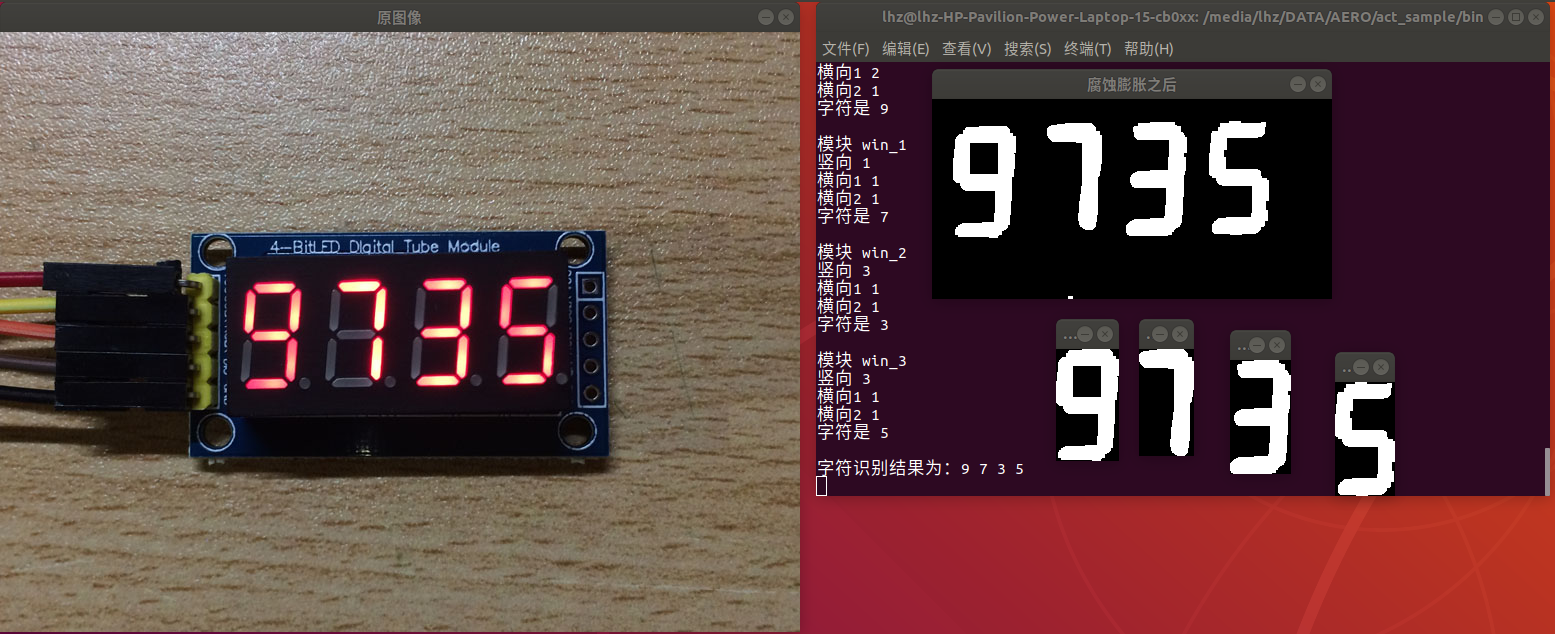 原图像
4-BitLED Digital Tube Module
9735
lhz@lhz-HP-Pavilion-Power-Laptop-15-cb0xx: /media/lhz/DATA/AERO/act_sample/bin
文件(F) 编辑(E) 查看(V) 搜索(S) 终端(T) 帮助(H)
横向1 2
横向2 1
字符是 9
模块 win_1
竖向 1
横向1 1
横向2 1
字符是 7
模块 win_2
竖向 3
横向1 1
横向2 1
字符是 3
模块 win_3
竖向 3
横向1 1
横向2 1
字符是 5
字符识别结果为: 9 7 3 5
腐蚀膨胀之后
9735
...
9
.
7
...
3
..
5